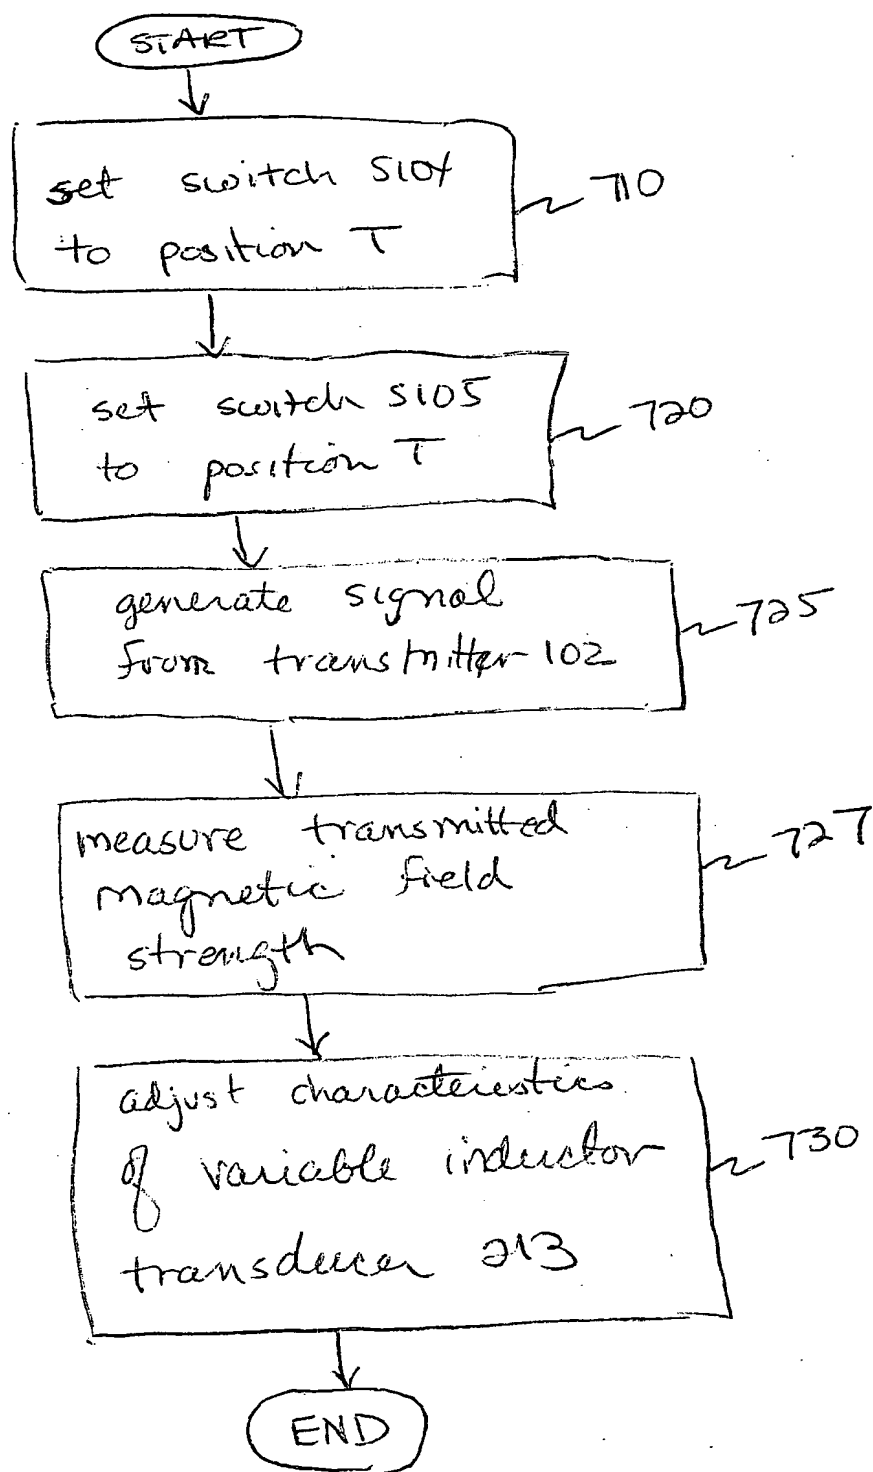 START
set switch S104
to position T
710
set switch S105
to position T
720
generate signal
from transmitter 102
725
measure transmitted
magnetic field
strength
727
adjust characteristics
of variable inductor
transducer 213
730
END